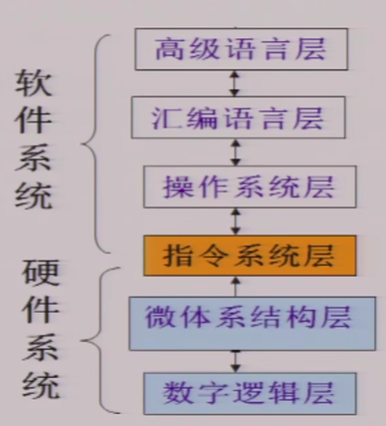 软件系统
高级语言层
汇编语言层
操作系统层
指令系统层
硬件系统
微体系结构层
数字逻辑层